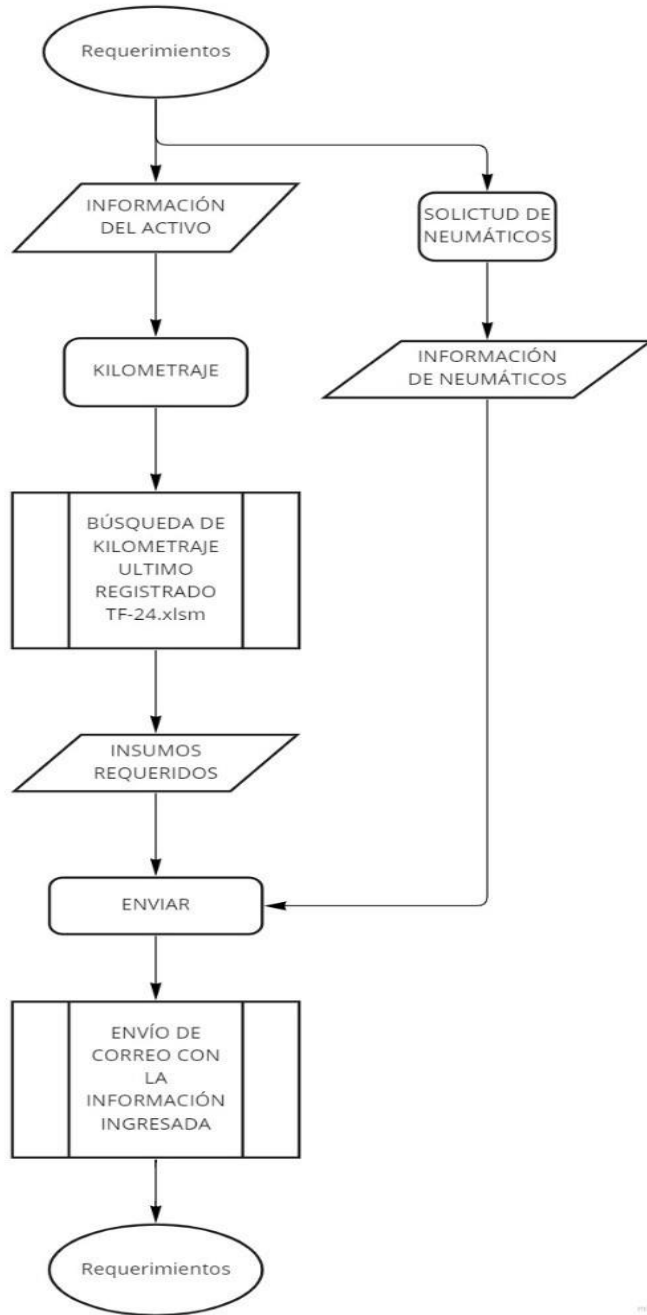 Requerimientos
INFORMACIÓN
DEL ACTIVO
SOLICTUD DE
NEUMÁTICOS
KILOMETRAJE
INFORMACIÓN
DE NEUMÁTICOS
BÚSQUEDA DE
KILOMETRAJE
ULTIMO
REGISTRADO
TF-24.xlsm
INSUMOS
REQUERIDOS
ENVIAR
ENVÍO DE
CORREO CON
LA
INFORMACIÓN
INGRESADA
Requerimientos